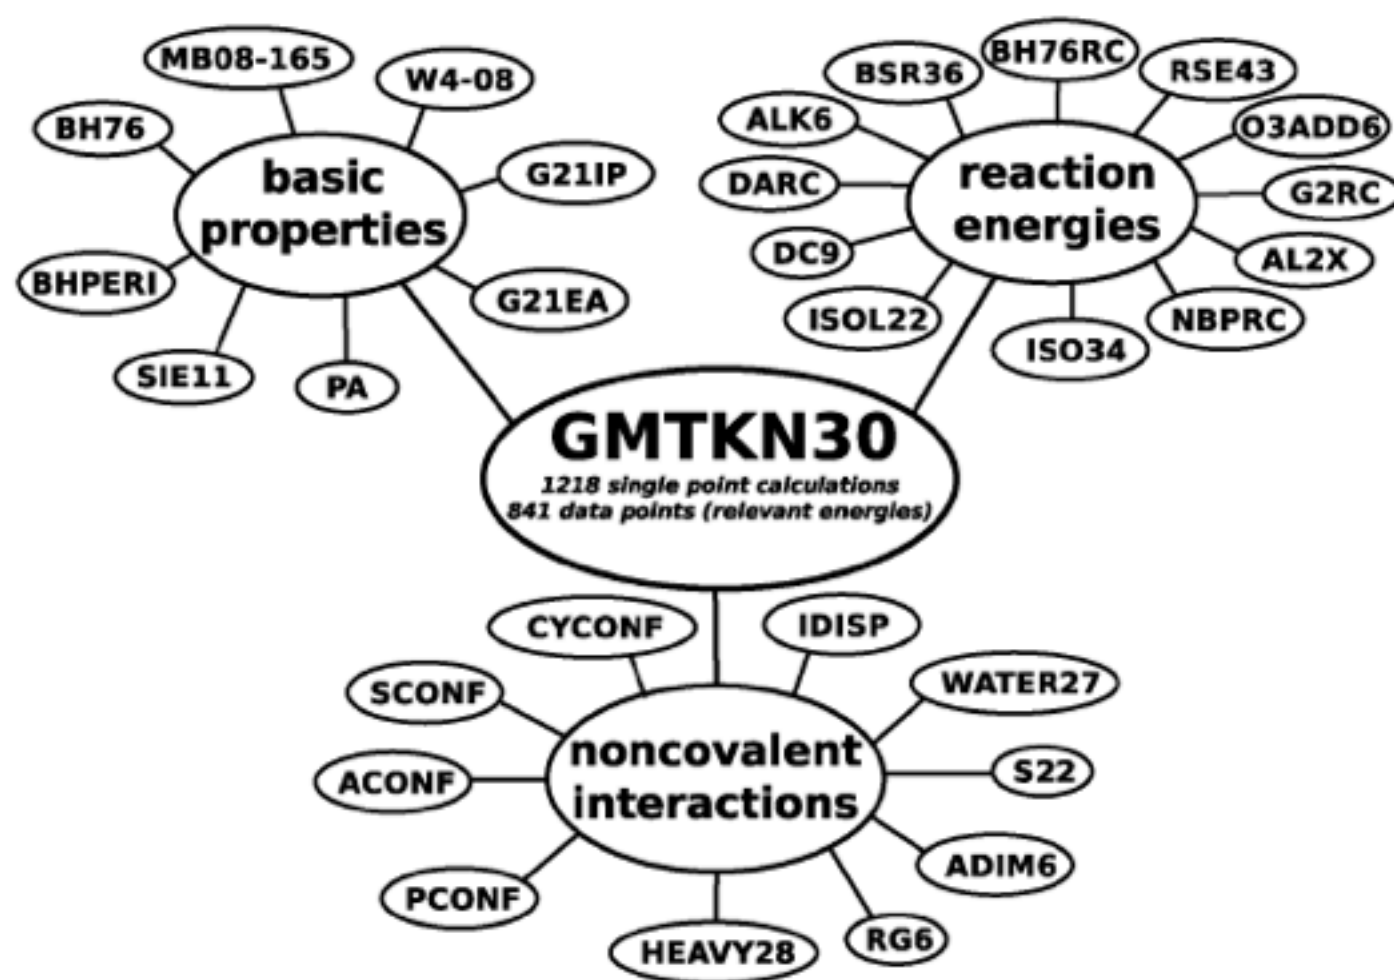 MB08-165
W4-08
BH76
G21IP
basic
properties
BHPERI
G21EA
SIE11
PA
BH76RC
BSR36
RSE43
ALK6
O3ADD6
reaction
energies
DARC
G2RC
DC9
AL2X
ISOL22
NBPRC
ISO34
GMTKN30
1218 single point calculations
841 data points (relevant energies)
CYCONF
IDISP
SCONF
WATER27
noncovalent
interactions
ACONF
S22
PCONF
ADIM6
HEAVY28
RG6